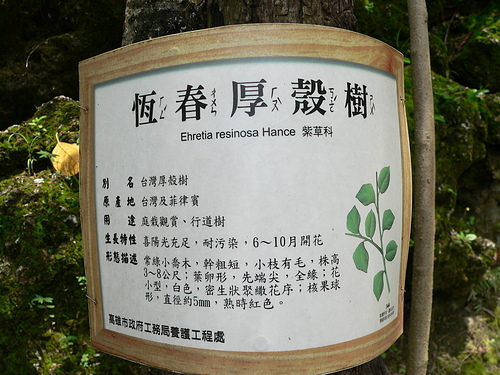 恆春厚殼樹
Ehretia resinosa Hance 紫草科
別名 台灣厚殼樹
原產地 台灣及菲律賓
用途 庭栽觀賞、行道樹
生長特性 喜陽光充足，耐污染，6～10月開花
形態描述 常綠小喬木，幹粗短，小枝有毛，株高
3～8公尺；葉卵形，先端尖，全緣；花
小型，白色，密生狀聚繖花序；核果球
形，直徑約5mm，熟時紅色。
高雄市政府工務局養護工程處